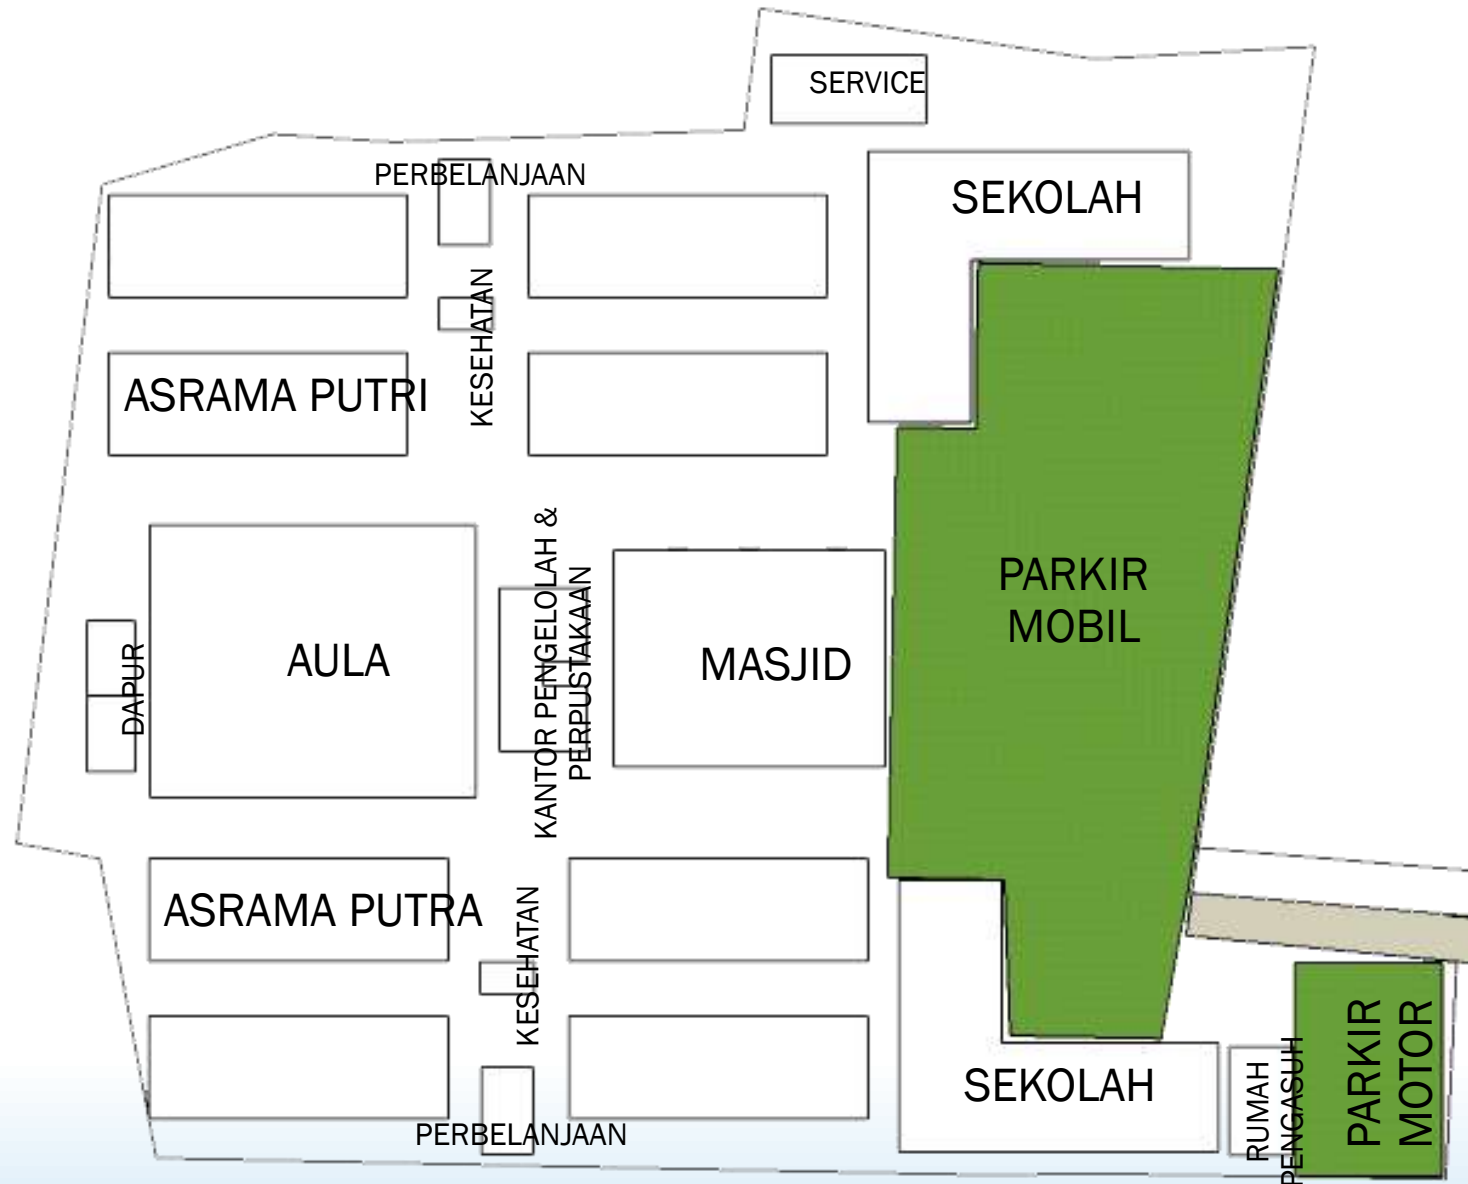 SERVICE
PERBELANJAAN
SEKOLAH
KESEHATAN
ASRAMA PUTRI
KANTOR PENGELOLAH &
PERPUSTAKAAN
PARKIR
MOBIL
DAPUR
AULA
MASJID
ASRAMA PUTRA
KESEHATAN
SEKOLAH
RUMAH
PENGASUH
PARKIR
MOTOR
PERBELANJAAN